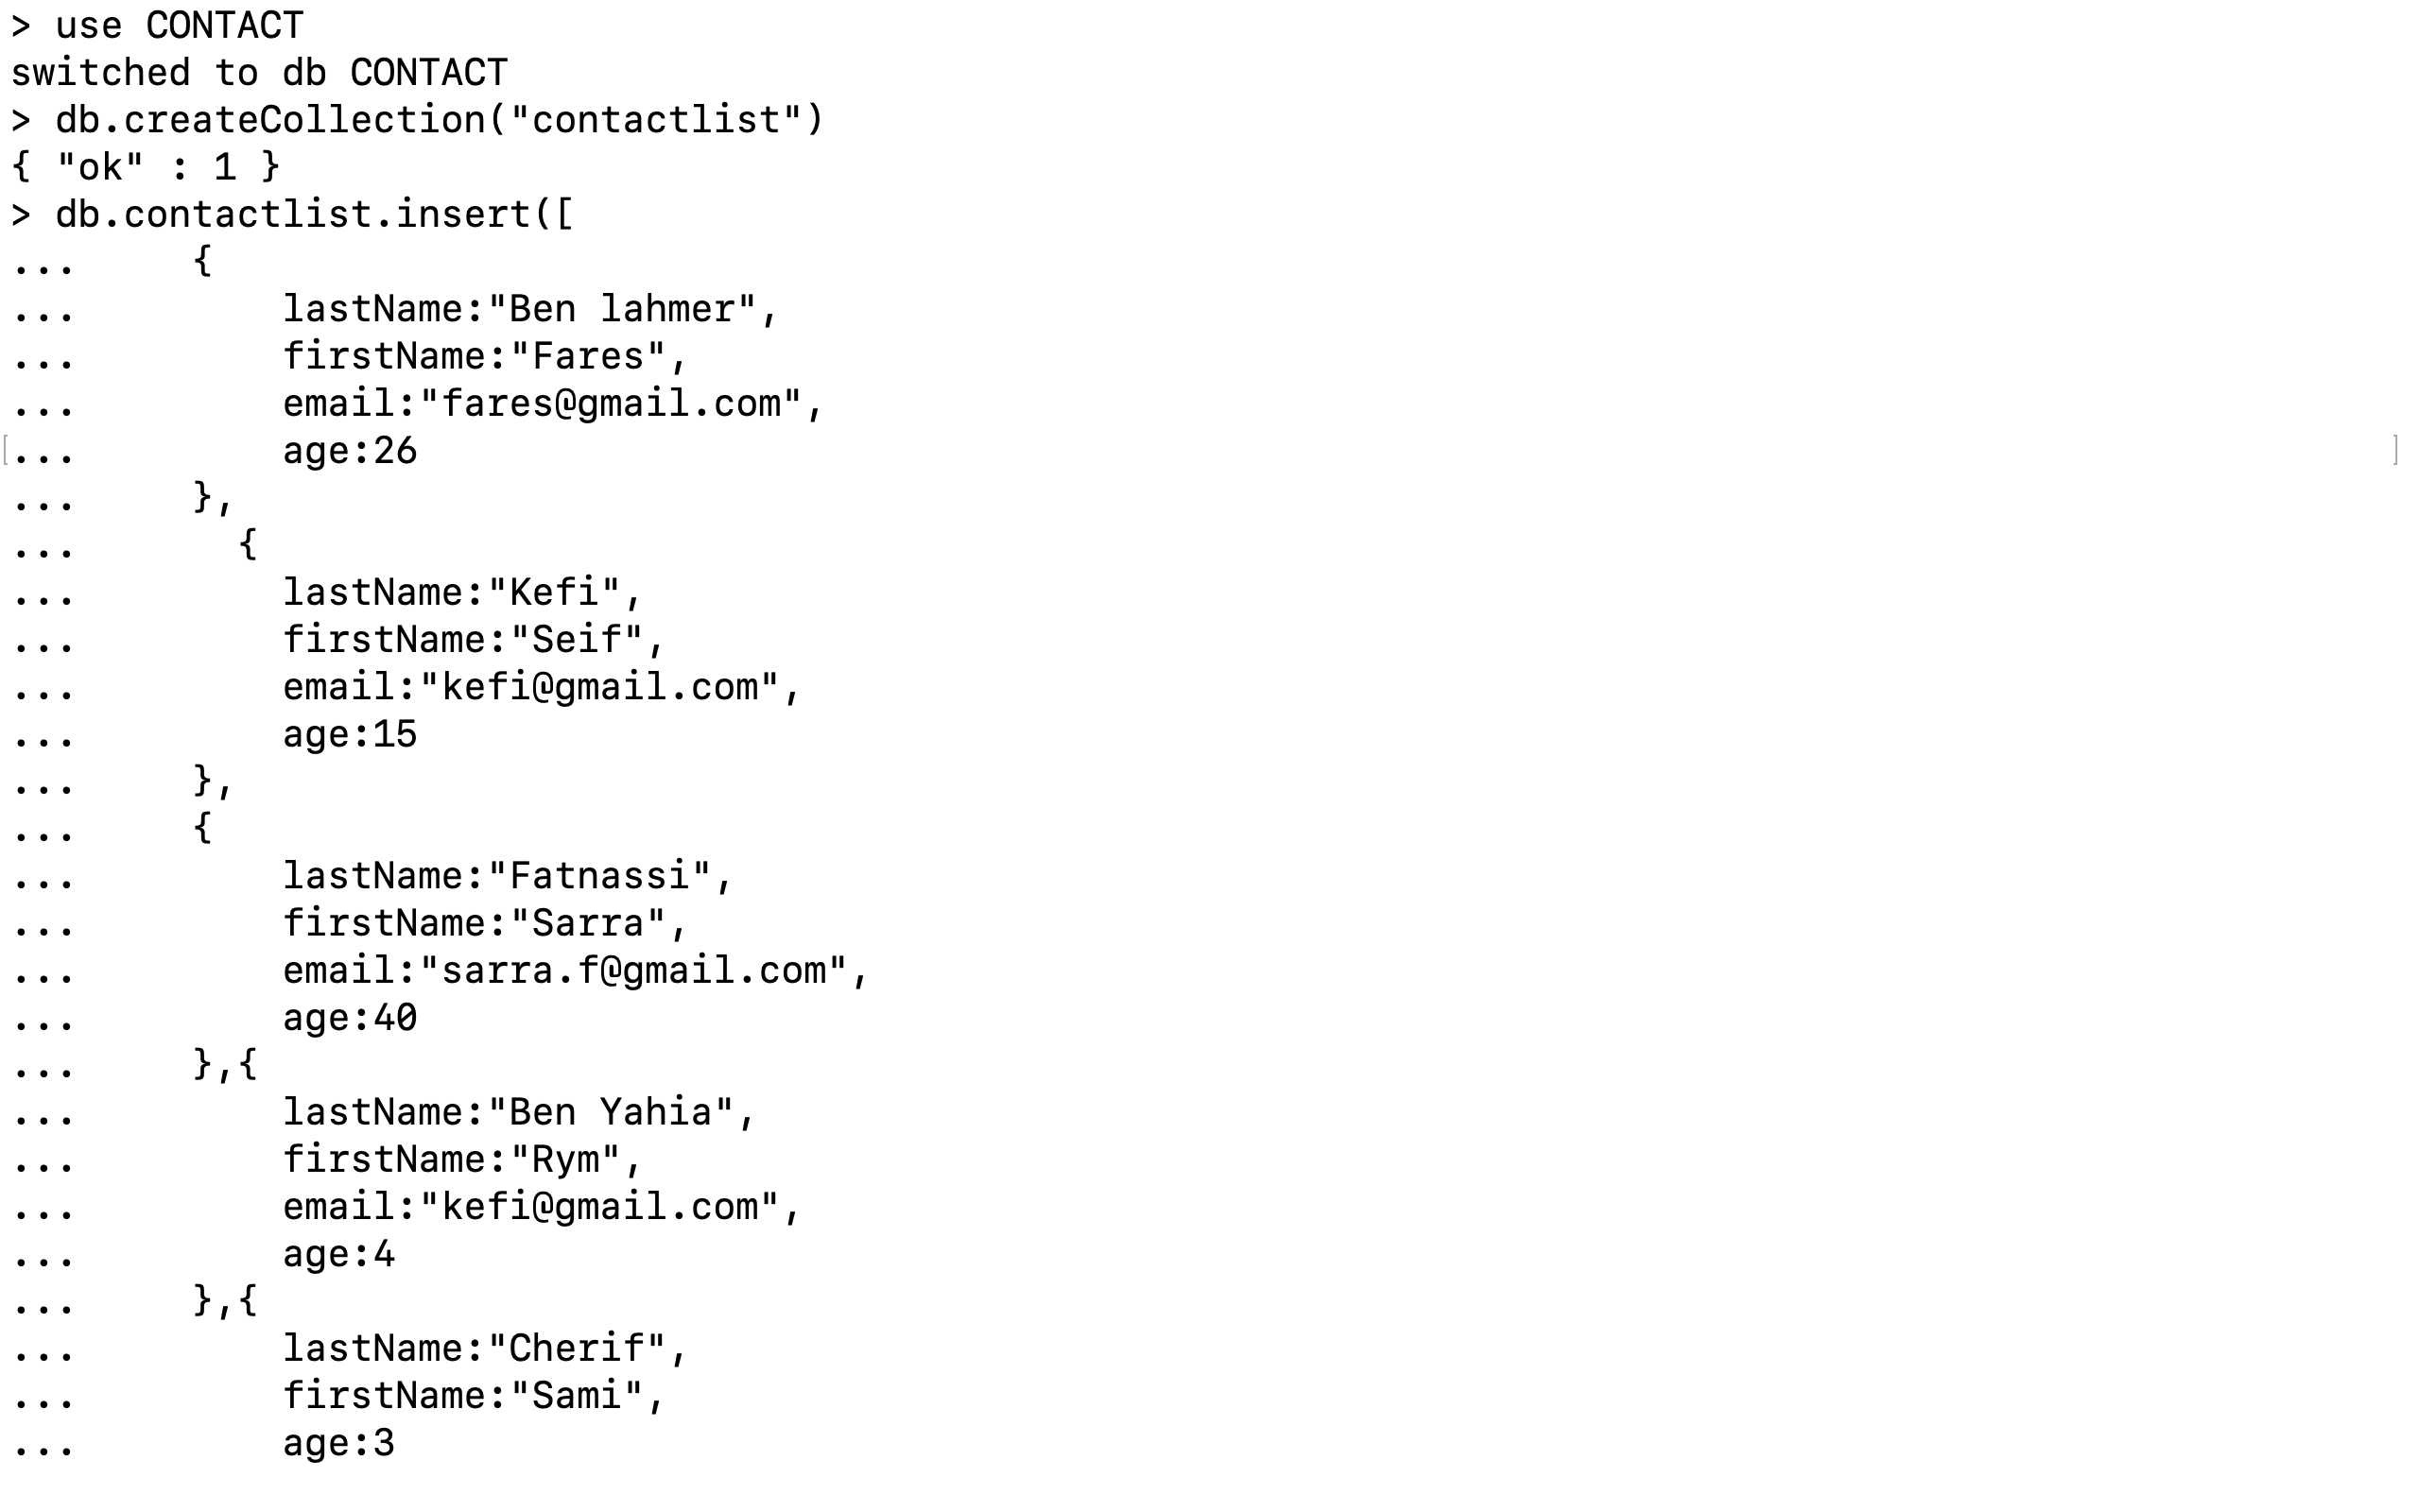 > use CONTACT
switched to db CONTACT
> db.createCollection("contactlist")
{ "ok" : 1 }
> db.contactlist.insert([
...     {
...         lastName:"Ben lahmer",
...         firstName:"Fares",
...         email:"fares@gmail.com",
[...         age:26 ]
...     },
...       {
...         lastName:"Kefi",
...         firstName:"Seif",
...         email:"kefi@gmail.com",
...         age:15
...     },
...     {
...         lastName:"Fatnassi",
...         firstName:"Sarra",
...         email:"sarra.f@gmail.com",
...         age:40
...     },{
...         lastName:"Ben Yahia",
...         firstName:"Rym",
...         email:"kefi@gmail.com",
...         age:4
...     },{
...         lastName:"Cherif",
...         firstName:"Sami",
...         age:3